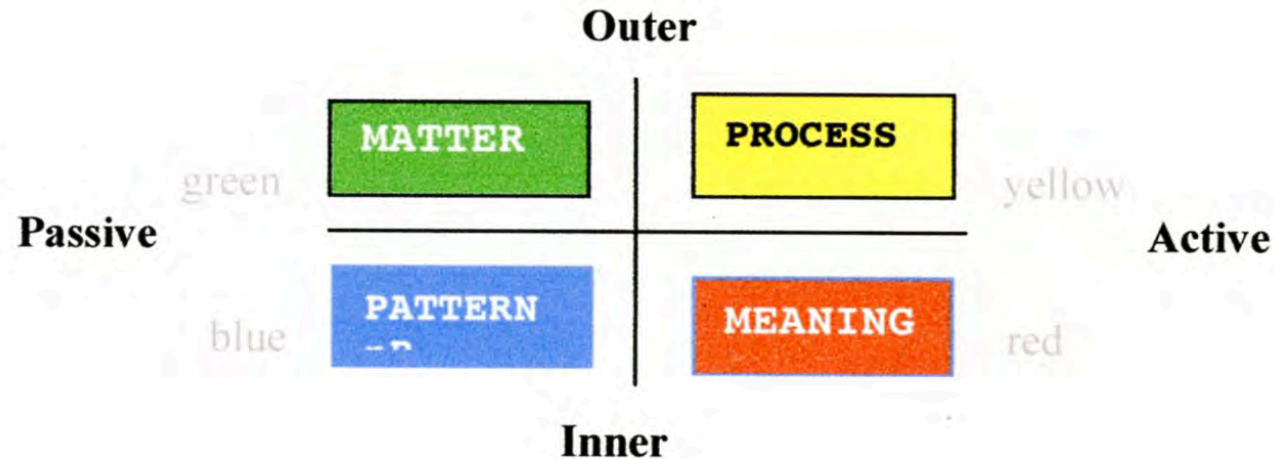 Outer
MATTER
PROCESS
green
yellow
Passive
Active
PATTERN
MEANING
blue
red
Inner